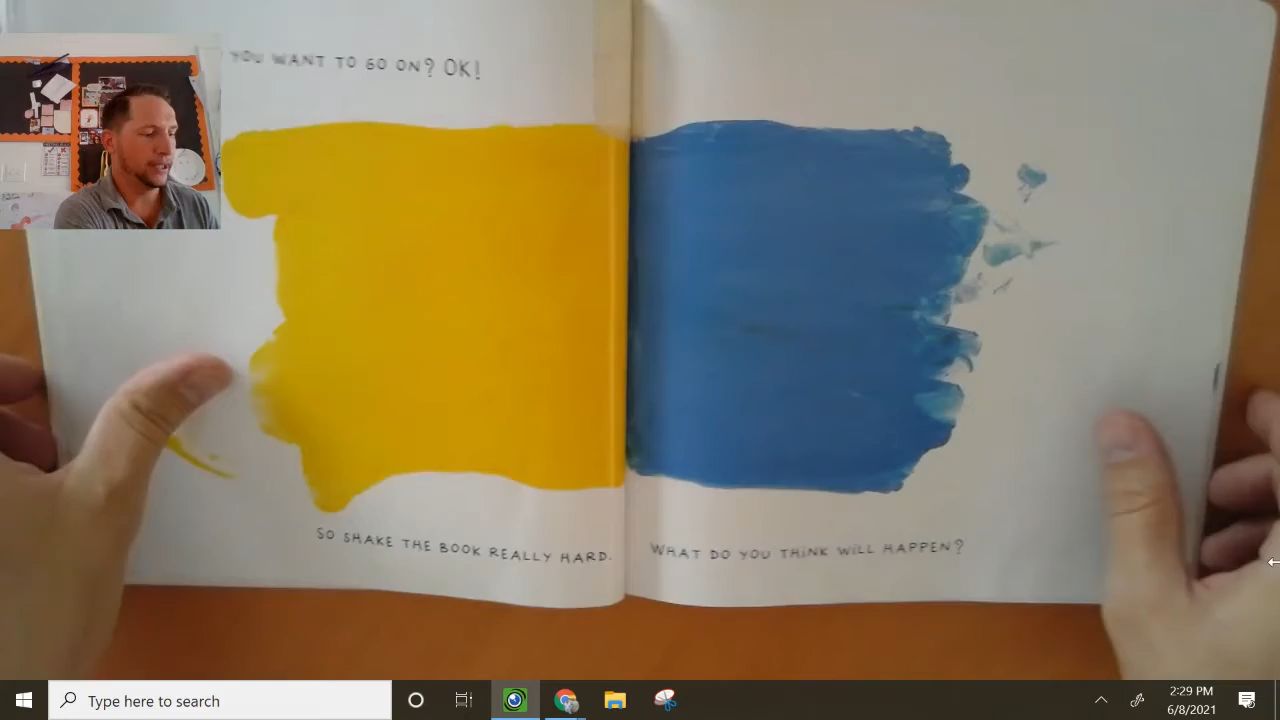 YOU WANT TO GO ON? OK!
SO SHAKE THE BOOK REALLY HARD.
WHAT DO YOU THINK WILL HAPPEN?
Type here to search
2:29 PM
6/8/2021